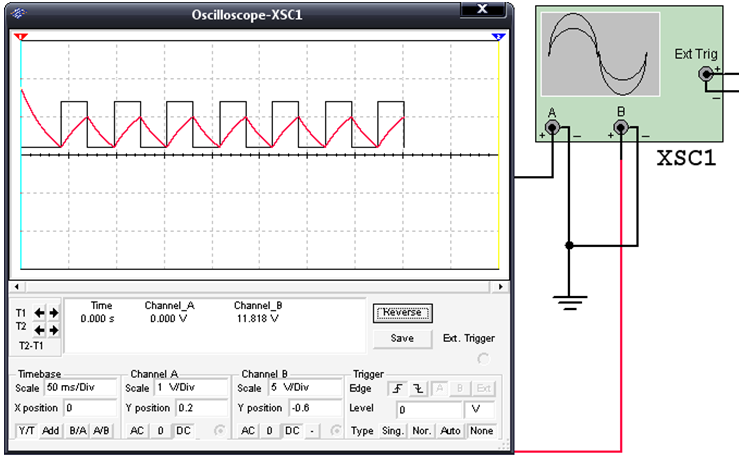 Oscilloscope-XSC1
X
1
2
Ext Trig
+
−
A
B
+ − + −
XSC1
T1
T2
T2-T1
Time Channel_A Channel_B
0.000 s 0.000 V 11.818 V
Reverse
Save
Ext. Trigger
Timebase
Scale 50 ms/Div
X position 0
Y/T Add B/A A/B
Channel A
Scale 1 V/Div
Y position 0.2
AC 0 DC
Channel B
Scale 5 V/Div
Y position -0.6
AC 0 DC -
Trigger
Edge A B Ext
Level 0 V
Type Sing. Nor. Auto None